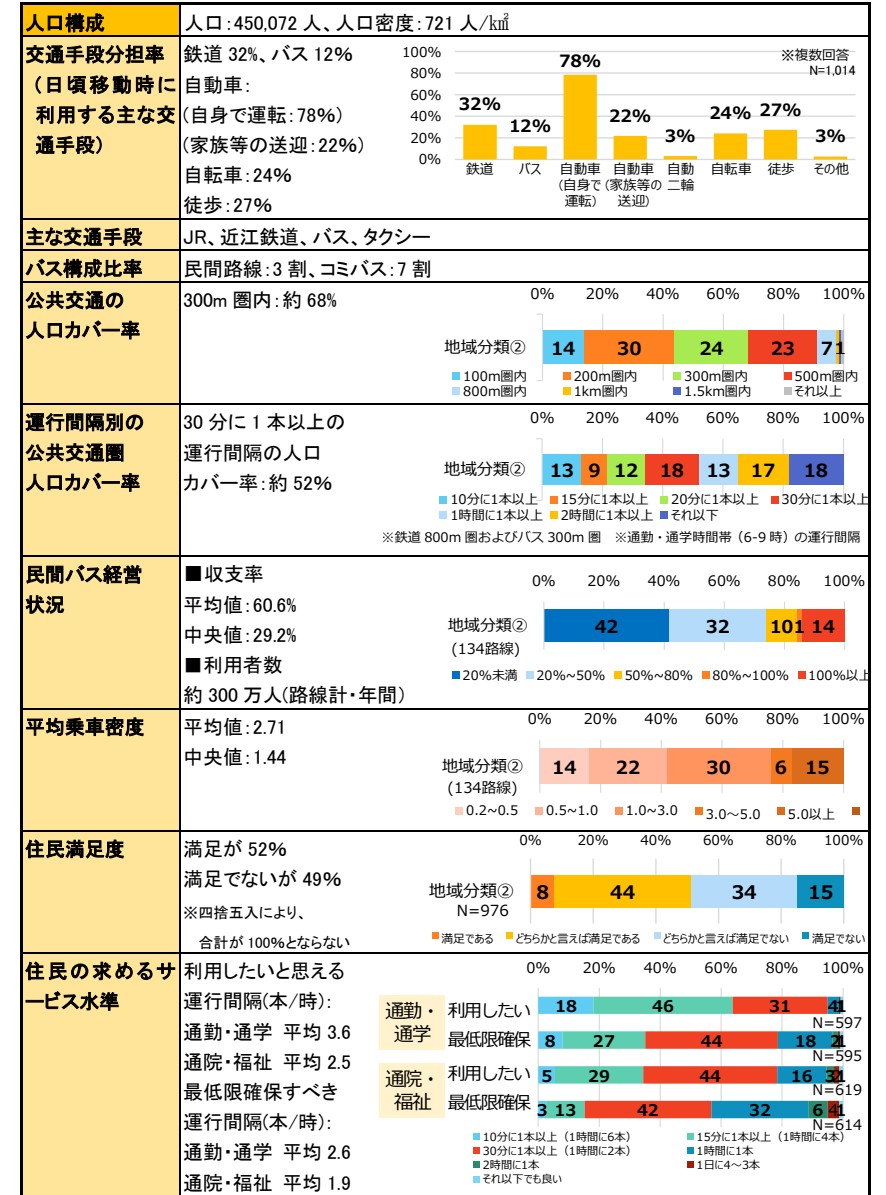 人口構成
人口:450,072 人、人口密度:721 人/㎢
交通手段分担率
(日頃移動時に
利用する主な交
通手段)
鉄道 32%、バス 12%
自動車:
(自身で運転:78%)
(家族等の送迎:22%)
自転車:24%
徒歩:27%
100%
80%
60%
40%
20%
0%
※複数回答
N=1,014
32%
12%
78%
22%
3%
24%
27%
3%
鉄道 バス 自動車 自動車 自動 自転車 徒歩 その他
(自身で (家族等の 二輪
運転) 送迎)
主な交通手段
JR、近江鉄道、バス、タクシー
バス構成比率
民間路線:3 割、コミバス:7 割
公共交通の
人口カバー率
300m 圏内:約 68%
0% 20% 40% 60% 80% 100%
地域分類② 14 30 24 23 7 1
■100m圏内 ■200m圏内 ■300m圏内 ■500m圏内
■800m圏内 ■1km圏内 ■1.5km圏内 ■それ以上
運行間隔別の
公共交通圏
人口カバー率
30 分に 1 本以上の
運行間隔の人口
カバー率:約 52%
0% 20% 40% 60% 80% 100%
地域分類② 13 9 12 18 13 17 18
■10分に1本以上 ■15分に1本以上 ■20分に1本以上 ■30分に1本以上
■1時間に1本以上 ■2時間に1本以上 ■それ以下
※鉄道 800m 圏およびバス 300m 圏 ※通勤・通学時間帯(6-9 時)の運行間隔
民間バス経営
状況
■収支率
平均値:60.6%
中央値:29.2%
■利用者数
約 300 万人(路線計・年間)
0% 20% 40% 60% 80% 100%
地域分類② 42 32 10 1 14
(134路線)
■20%未満 ■20%~50% ■50%~80% ■80%~100% ■100%以上
平均乗車密度
平均値:2.71
中央値:1.44
0% 20% 40% 60% 80% 100%
地域分類② 14 22 30 6 15
(134路線)
■0.2~0.5 ■0.5~1.0 ■1.0~3.0 ■3.0~5.0 ■5.0以上 ■
住民満足度
満足が 52%
満足でないが 49%
※四捨五入により、
合計が 100%とならない
0% 20% 40% 60% 80% 100%
地域分類② 8 44 34 15
N=976
■満足である ■どちらかと言えば満足である ■どちらかと言えば満足でない ■満足でない
住民の求めるサ
ービス水準
利用したいと思える
運行間隔(本/時):
通勤・通学 平均 3.6
通院・福祉 平均 2.5
最低限確保すべき
運行間隔(本/時):
通勤・通学 平均 2.6
通院・福祉 平均 1.9
0% 20% 40% 60% 80% 100%
通勤・
通学
利用したい 18 46 31 4 1
N=597
最低限確保 8 27 44 18 2 1
N=595
通院・
福祉
利用したい 5 29 44 16 3 2 1
N=619
最低限確保 3 13 42 32 6 4 1
N=614
■10分に1本以上(1時間に6本) ■15分に1本以上(1時間に4本)
■30分に1本以上(1時間に2本) ■1時間に1本
■2時間に1本 ■1日に4~3本
■それ以下でも良い